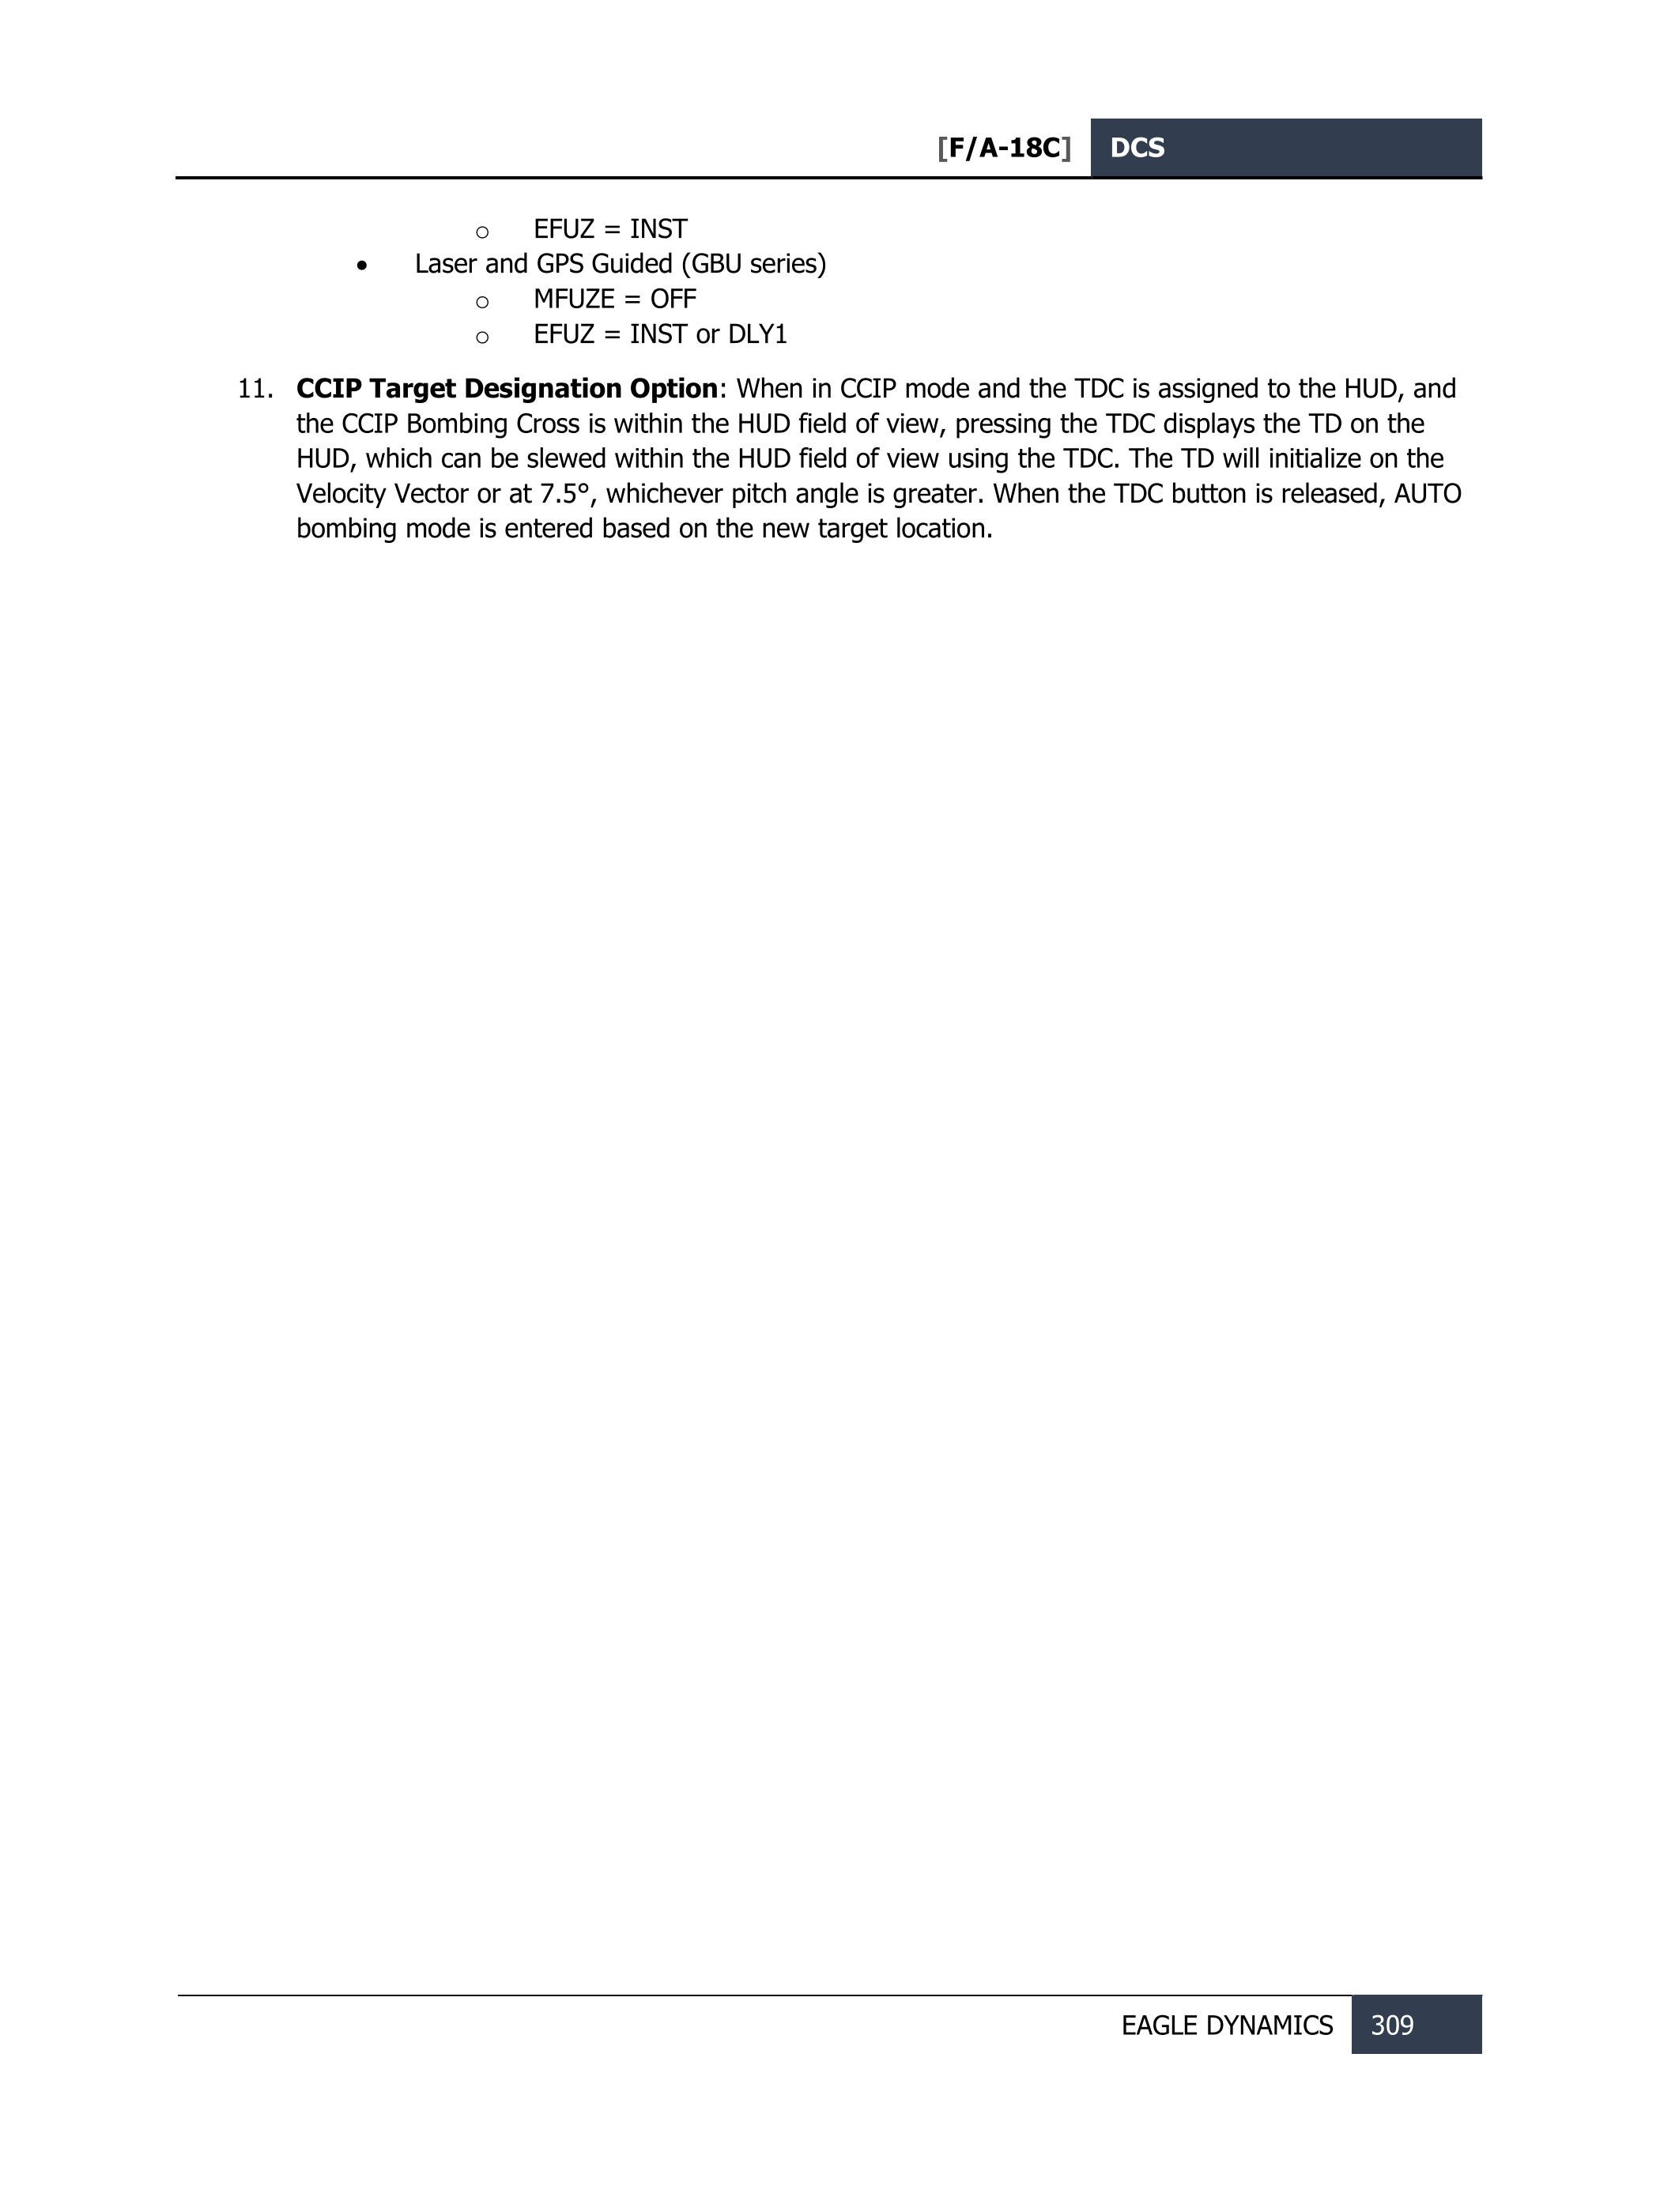 [F/A-18C] DCS
o EFUZ = INST
• Laser and GPS Guided (GBU series)
o MFUZE = OFF
o EFUZ = INST or DLY1
11. CCIP Target Designation Option: When in CCIP mode and the TDC is assigned to the HUD, and
the CCIP Bombing Cross is within the HUD field of view, pressing the TDC displays the TD on the
HUD, which can be slewed within the HUD field of view using the TDC. The TD will initialize on the
Velocity Vector or at 7.5°, whichever pitch angle is greater. When the TDC button is released, AUTO
bombing mode is entered based on the new target location.
EAGLE DYNAMICS 309